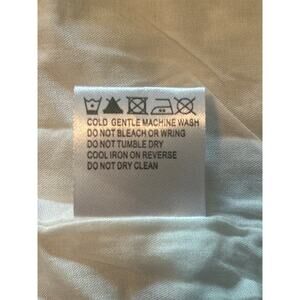 COLD GENTLE MACHINE WASH
DO NOT BLEACH OR WRING
DO NOT TUMBLE DRY
COOL IRON ON REVERSE
DO NOT DRY CLEAN